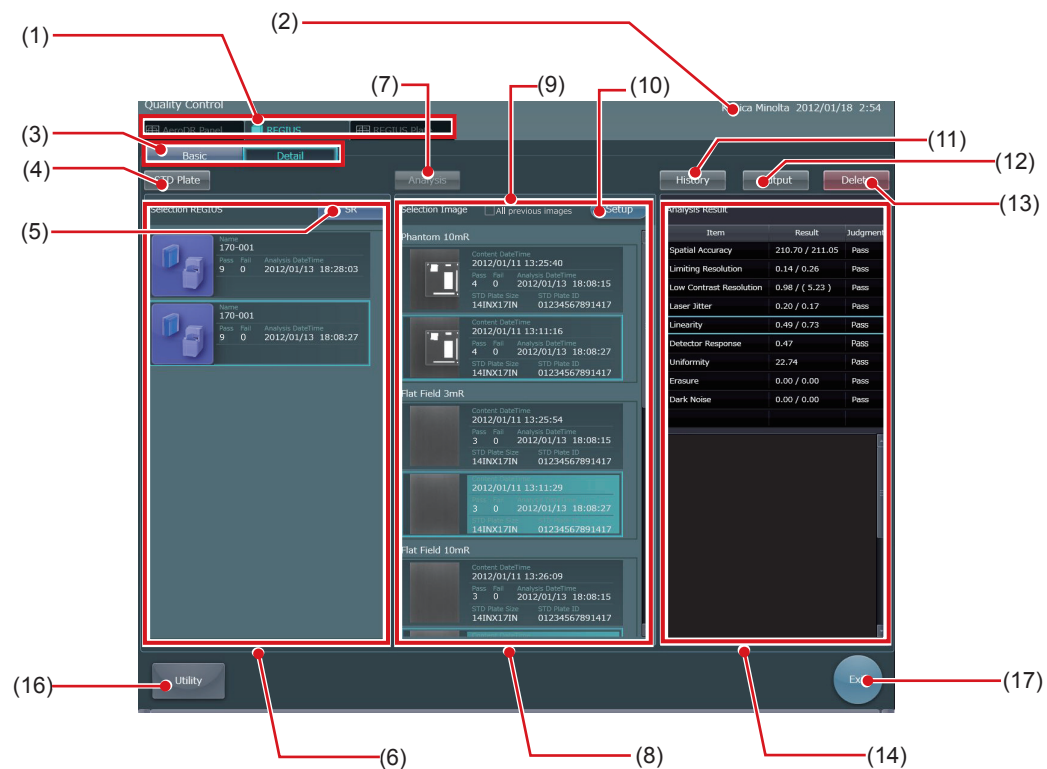 (1)
(2)
(3)
(4)
(5)
(7)
(9)
(10)
(11)
(12)
(13)
Quality Control
Minolta 2012/01/18 2:54
AeroDR Panel REGIUS REGIUS
Basic Detail
STD Plate Analysis History
Selection REGIUS SR
Name
170-001
Pass Fail Analysis DateTime
9 0 2012/01/13 18:28:03
Name
170-001
Pass Fail Analysis DateTime
9 0 2012/01/13 18:08:27
Selection Image All previous images Setup
Phantom 10mR
Content DateTime
2012/01/11 13:25:40
Pass Fail Analysis DateTime
4 0 2012/01/13 18:08:15
STD Plate Size STD Plate ID
14INX17IN 01234567891417
Content DateTime
2012/01/11 13:11:16
Pass Fail Analysis DateTime
4 0 2012/01/13 18:08:27
STD Plate Size STD Plate ID
14INX17IN 01234567891417
Flat Field 3mR
Content DateTime
2012/01/11 13:25:54
Pass Fail Analysis DateTime
3 0 2012/01/13 18:08:15
STD Plate Size STD Plate ID
14INX17IN 01234567891417
2012/01/11 13:11:29
3 0 2012/01/13 18:08:27
14INX17IN 01234567891417
Flat Field 10mR
Content DateTime
2012/01/11 13:26:09
Pass Fail Analysis DateTime
3 0 2012/01/13 18:08:15
STD Plate Size STD Plate ID
14INX17IN 01234567891417
Analysis Result
Item Result Judgment
Spatial Accuracy 210.70 / 211.05 Pass
Limiting Resolution 0.14 / 0.26 Pass
Low Contrast Resolution 0.98 / ( 5.23 ) Pass
Laser Jitter 0.20 / 0.17 Pass
Linearity 0.49 / 0.73 Pass
Detector Response 0.47 Pass
Uniformity 22.74 Pass
Erasure 0.00 / 0.00 Pass
Dark Noise 0.00 / 0.00 Pass
Utility
(16)
(17)
(6)
(8)
(14)